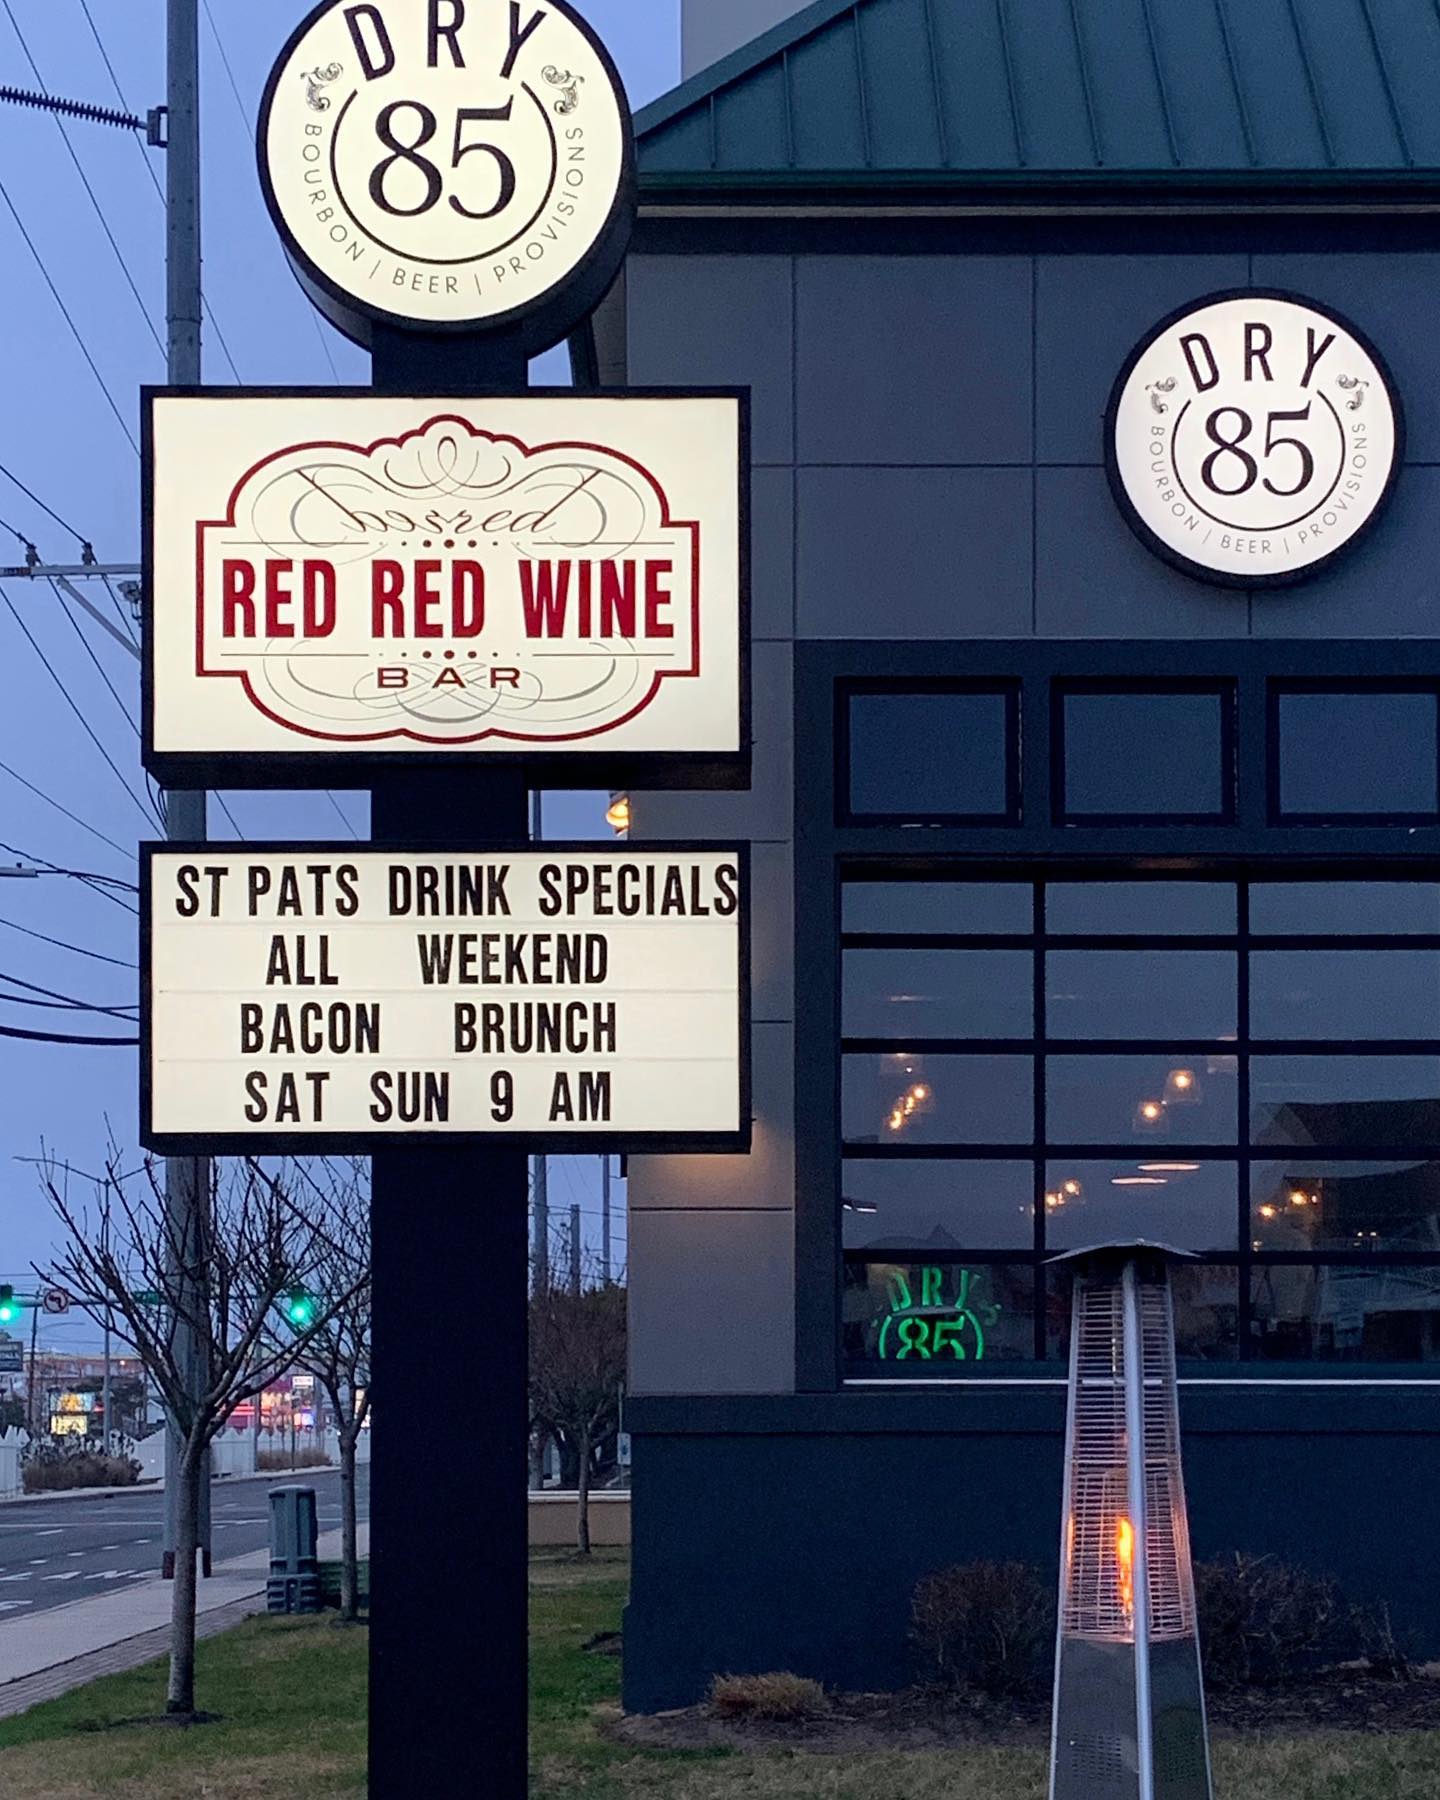 DRY
85
BOURBON | BEER | PROVISIONS
RED RED WINE
BAR
ST PATS DRINK SPECIALS
ALL WEEKEND
BACON BRUNCH
SAT SUN 9 AM
DRY
85
BOURBON | BEER | PROVISIONS
DRY
85